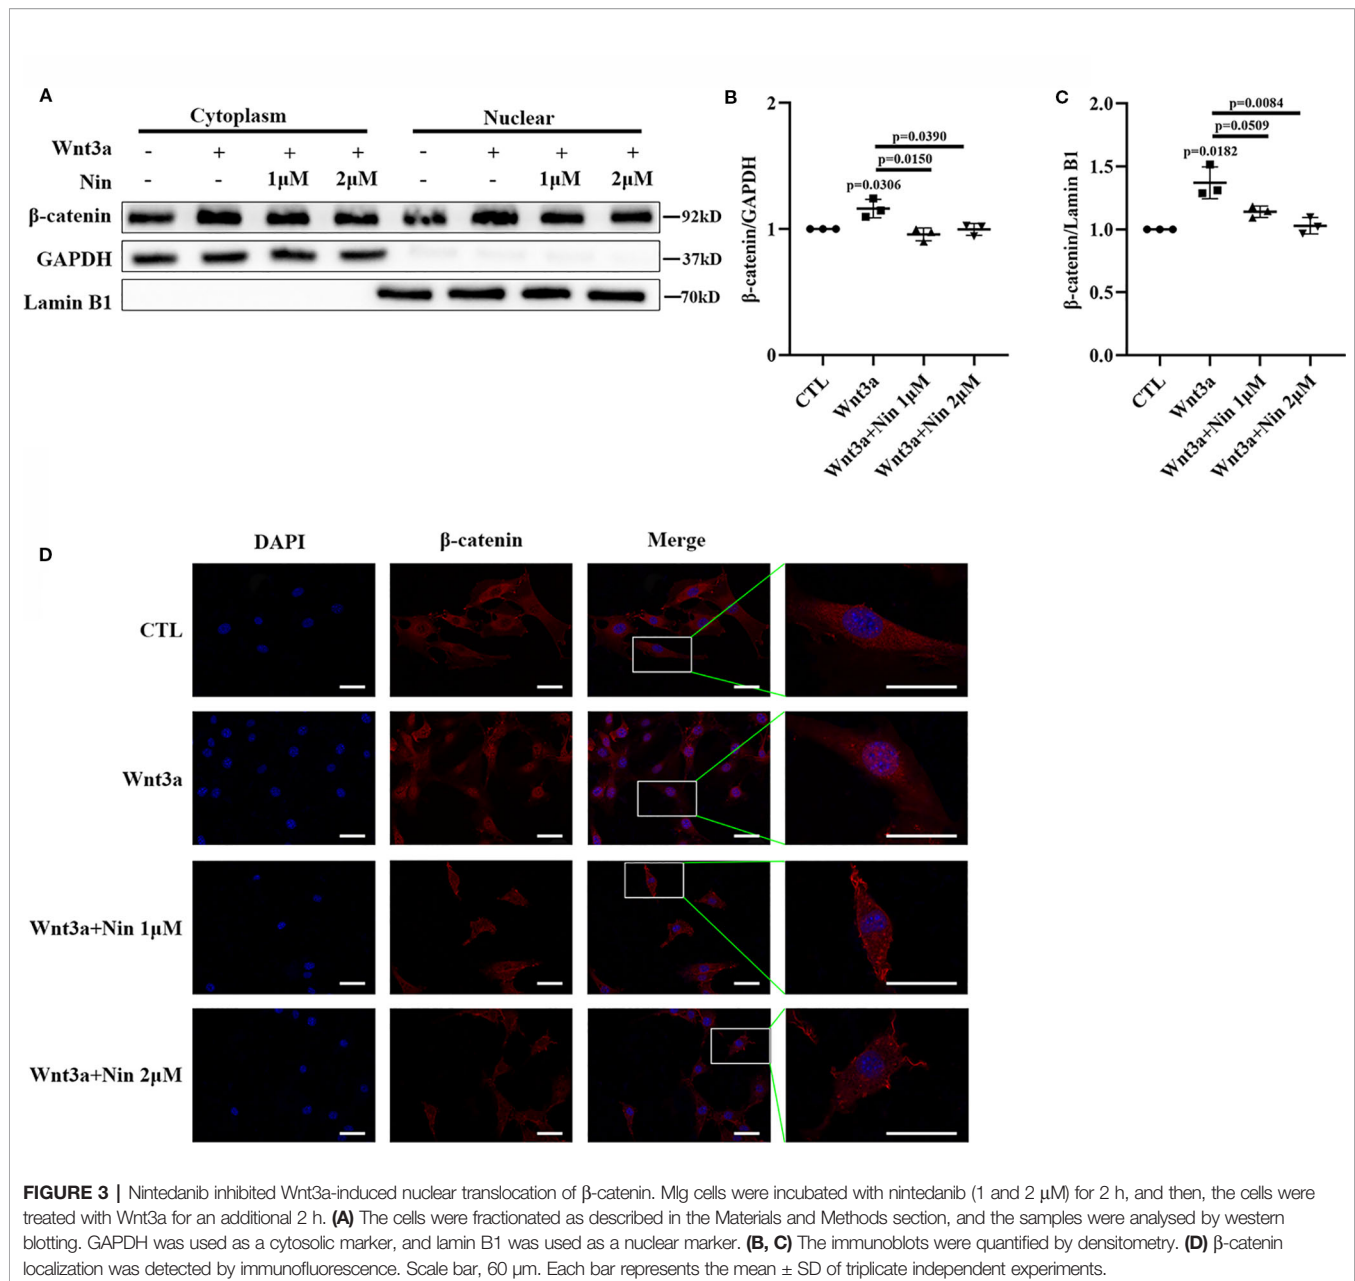 A
Cytoplasm Nuclear
Wnt3a - + + + - + + +
Nin - - 1μM 2μM - - 1μM 2μM
β-catenin 92kD
GAPDH 37kD
Lamin B1 70kD
B
β-catenin/GAPDH
2
1
0
p=0.0390
p=0.0150
p=0.0306
CTL
Wnt3a
Wnt3a+Nin 1μM
Wnt3a+Nin 2μM
C
β-catenin/Lamin B1
2.0
1.5
1.0
0.5
0.0
p=0.0084
p=0.0509
p=0.0182
CTL
Wnt3a
Wnt3a+Nin 1μM
Wnt3a+Nin 2μM
D
DAPI β-catenin Merge
CTL
Wnt3a
Wnt3a+Nin 1μM
Wnt3a+Nin 2μM
FIGURE 3 | Nintedanib inhibited Wnt3a-induced nuclear translocation of β-catenin. Mlg cells were incubated with nintedanib (1 and 2 μM) for 2 h, and then, the cells were
treated with Wnt3a for an additional 2 h. (A) The cells were fractionated as described in the Materials and Methods section, and the samples were analysed by western
blotting. GAPDH was used as a cytosolic marker, and lamin B1 was used as a nuclear marker. (B, C) The immunoblots were quantified by densitometry. (D) β-catenin
localization was detected by immunofluorescence. Scale bar, 60 μm. Each bar represents the mean ± SD of triplicate independent experiments.